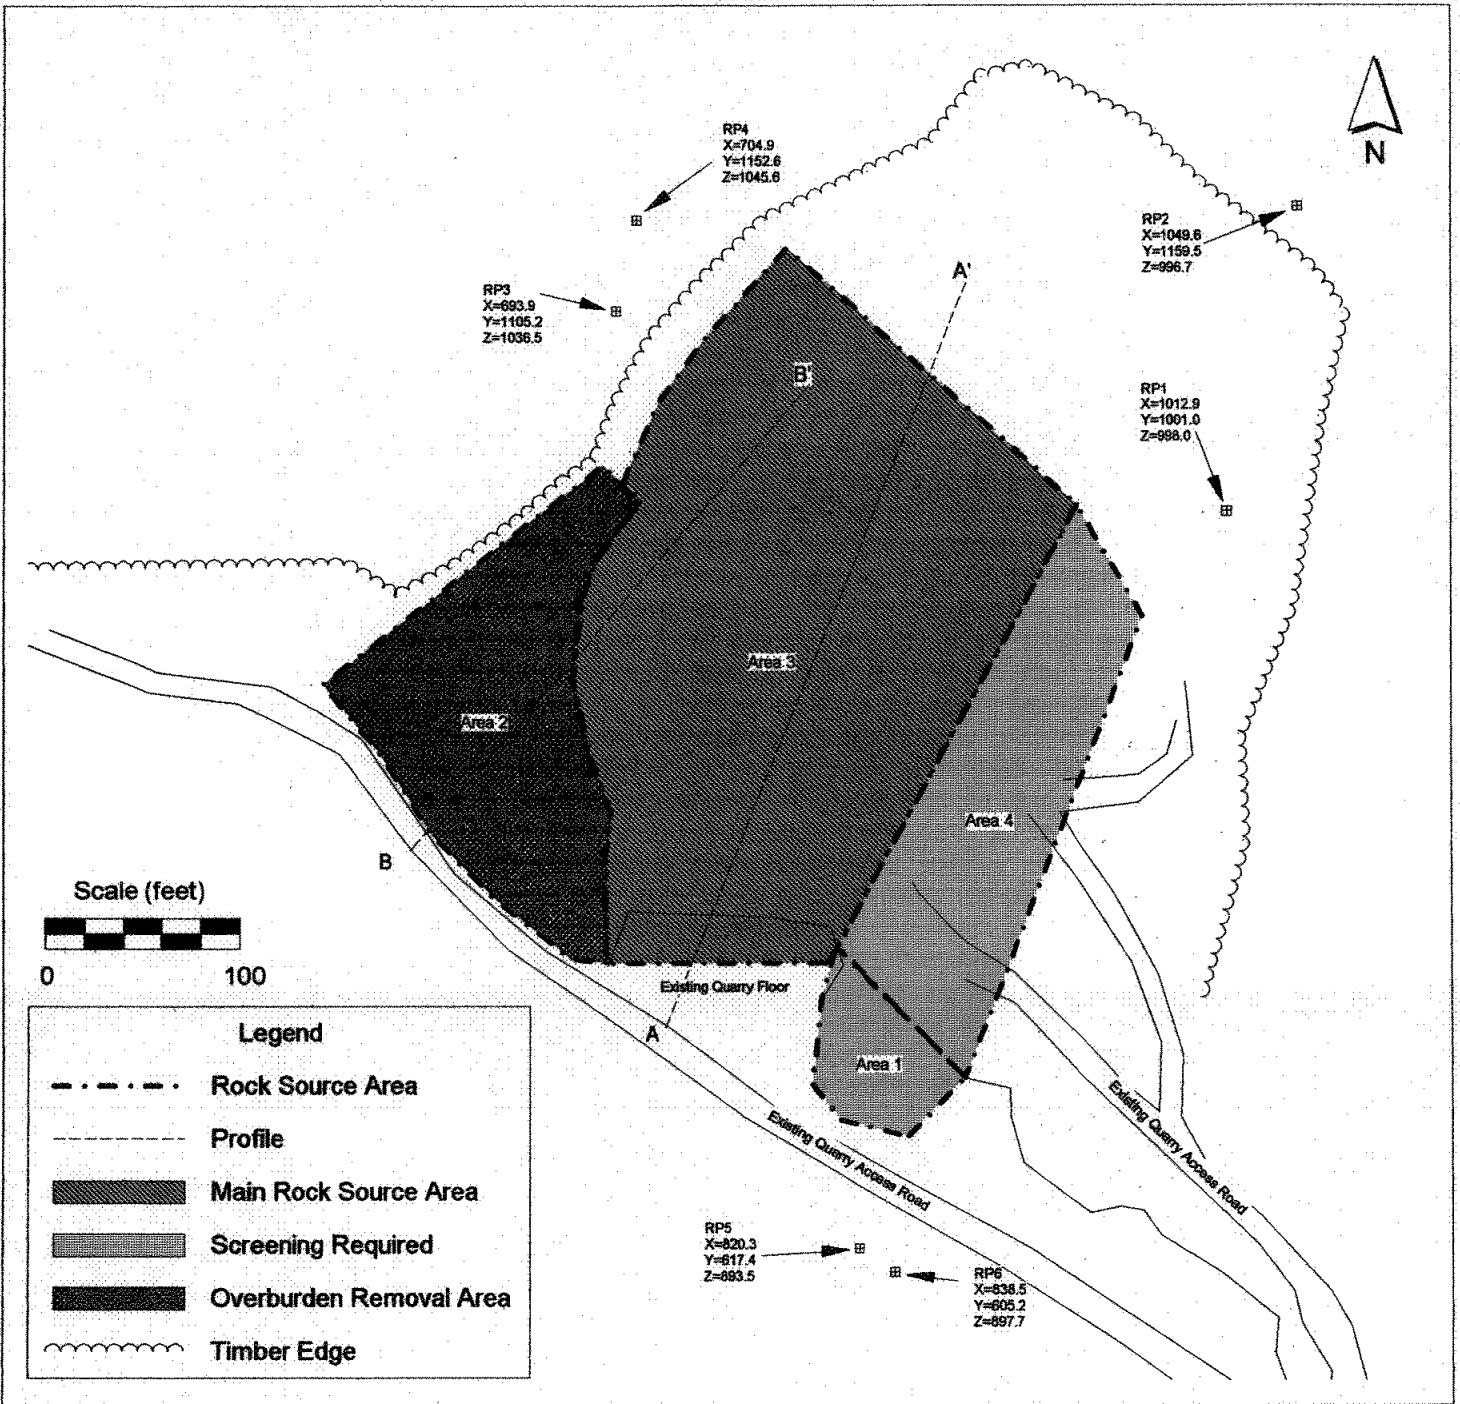 RP4
X=704.9
Y=1152.6
Z=1045.6
N
RP2
X=1049.6
Y=1159.5
Z=996.7
A'
RP3
X=693.9
Y=1105.2
Z=1036.5
B'
RP1
X=1012.9
Y=1001.0
Z=998.0
Area 3
Area 2
Area 4
B
Scale (feet)
0 100
Existing Quarry Floor
A
Area 1
Existing Quarry Access Road
Existing Quarry Access Road
Legend
Rock Source Area
Profile
Main Rock Source Area
Screening Required
Overburden Removal Area
Timber Edge
RP5
X=820.3
Y=617.4
Z=893.5
RP6
X=838.5
Y=605.2
Z=897.7